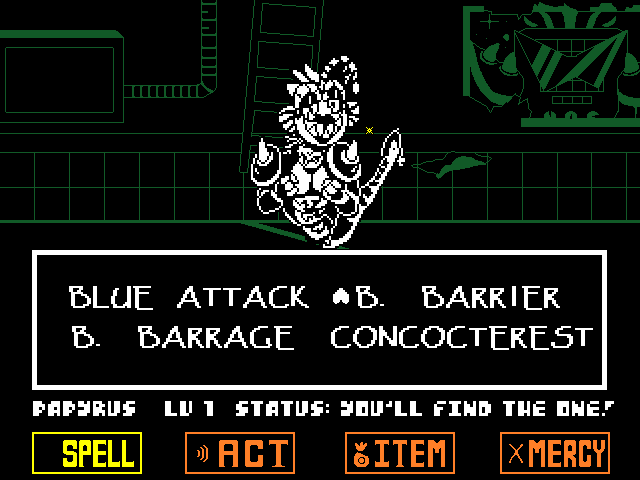 BLUE ATTACK B. BARRIER
B. BARRAGE CONCOCTEREST
PAPYRUS LV 1 STATUS: YOU'LL FIND THE ONE!
SPELL ACT ITEM MERCY